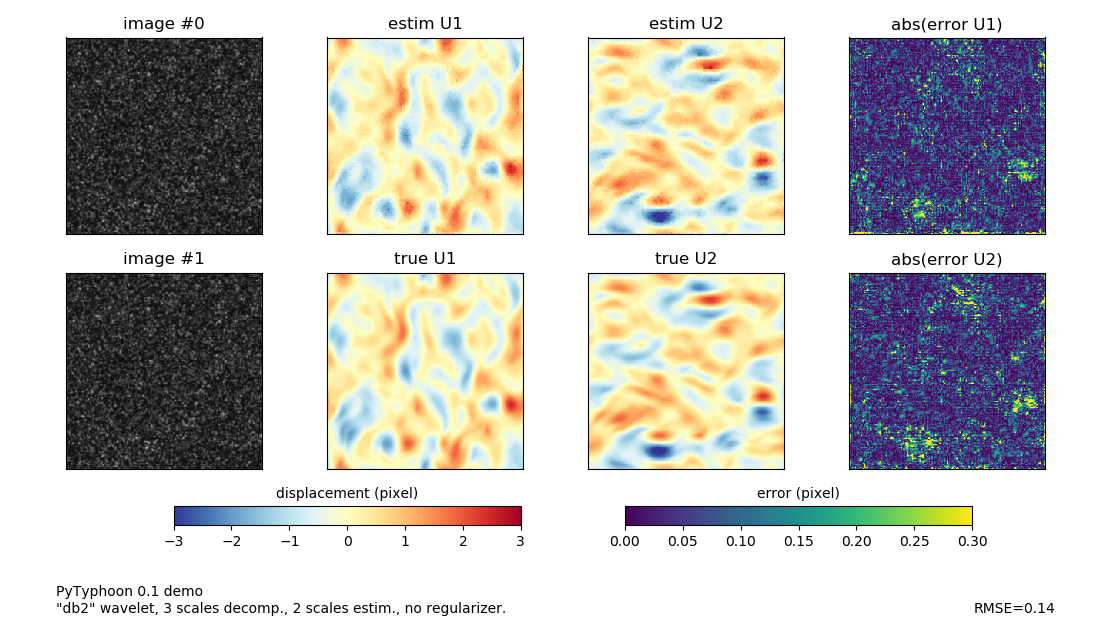 image #0
estim U1
estim U2
abs(error U1)
image #1
true U1
true U2
abs(error U2)
displacement (pixel)
−3 −2 −1 0 1 2 3
error (pixel)
0.00 0.05 0.10 0.15 0.20 0.25 0.30
PyTyphoon 0.1 demo
"db2" wavelet, 3 scales decomp., 2 scales estim., no regularizer.
RMSE=0.14